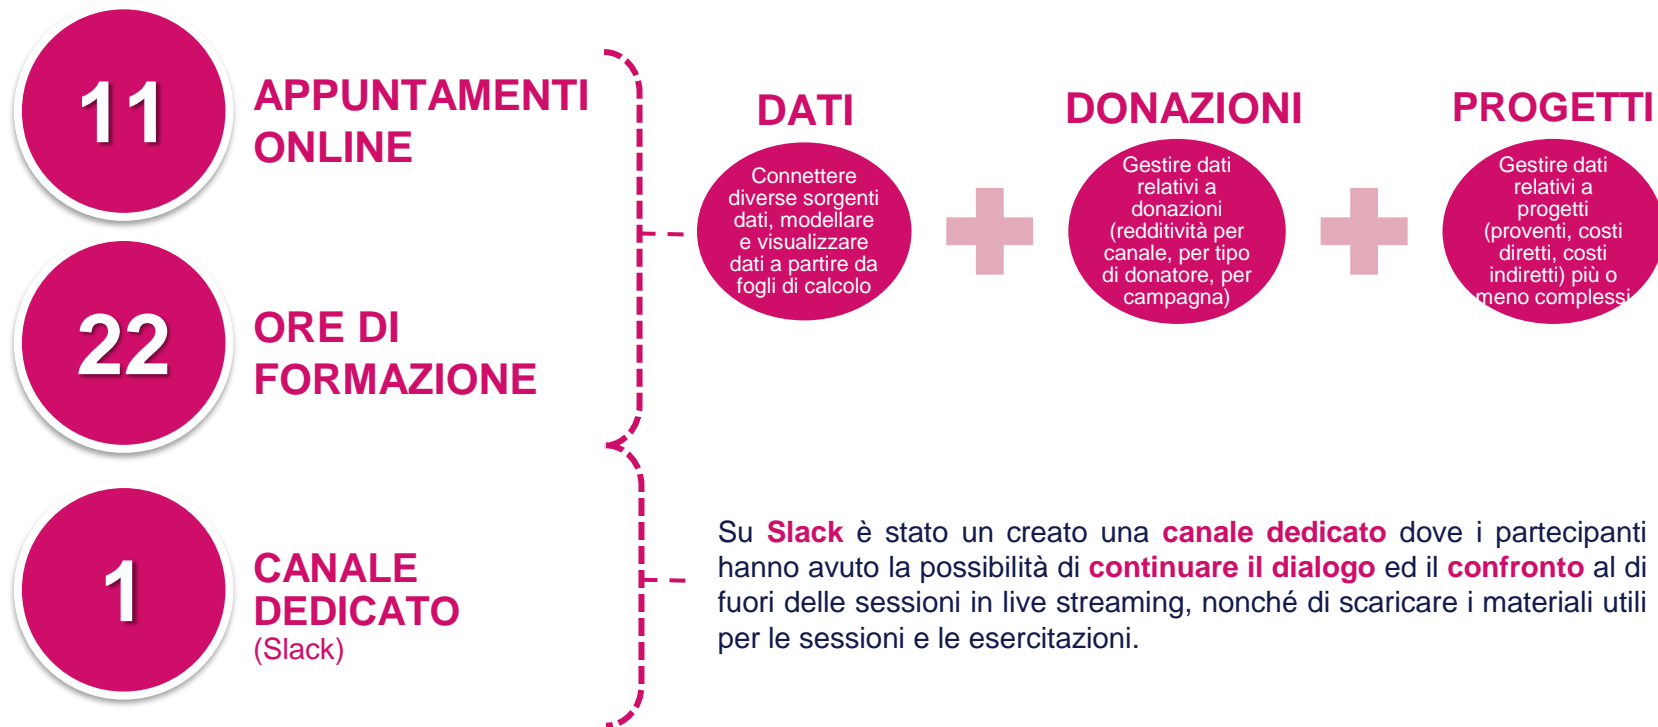 11
APPUNTAMENTI
ONLINE
22
ORE DI
FORMAZIONE
1
CANALE
DEDICATO
(Slack)
DATI
Connettere
diverse sorgenti
dati, modellare
e visualizzare
dati a partire da
fogli di calcolo
DONAZIONI
Gestire dati
relativi a
donazioni
(redditività per
canale, per tipo
di donatore, per
campagna)
PROGETTI
Gestire dati
relativi a
progetti
(proventi, costi
diretti, costi
indiretti) più o
meno complessi
Su Slack è stato un creato una canale dedicato dove i partecipanti
hanno avuto la possibilità di continuare il dialogo ed il confronto al di
fuori delle sessioni in live streaming, nonché di scaricare i materiali utili
per le sessioni e le esercitazioni.